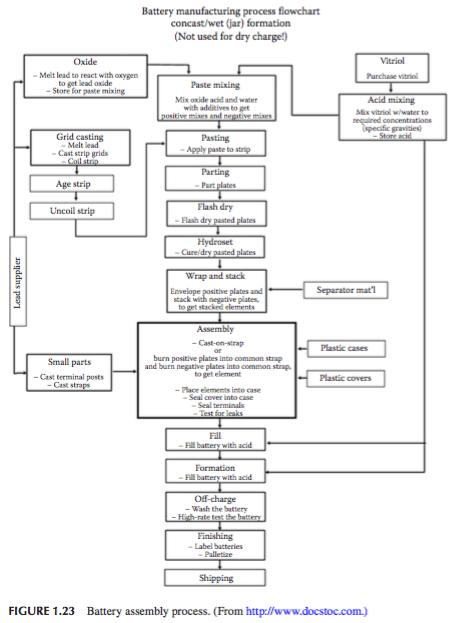 Battery manufacturing process flowchart
concast/wet (jar) formation
(Not used for dry charge!)
Oxide
– Melt lead to react with oxygen
to get lead oxide
– Store for paste mixing
Vitriol
Purchase vitriol
Paste mixing
Mix oxide acid and water
with additives to get
positive mixes and negative mixes
Acid mixing
Mix vitriol w/water to
required concentrations
(specific gravities)
– Store acid
Grid casting
– Melt lead
– Cast strip grids
– Coil strip
Pasting
– Apply paste to strip
Age strip
Parting
– Part plates
Uncoil strip
Flash dry
– Flash dry pasted plates
Hydroset
– Cure/dry pasted plates
Lead supplier
Wrap and stack
Envelope positive plates and
stack with negative plates,
to get stacked elements
Separator mat'l
Assembly
– Cast-on-strap
or
burn positive plates into common strap
and burn negative plates into common strap,
to get element
– Place elements into case
– Seal cover into case
– Seal terminals
– Test for leaks
Plastic cases
Plastic covers
Small parts
– Cast terminal posts
– Cast straps
Fill
– Fill battery with acid
Formation
– Fill battery with acid
Off-charge
– Wash the battery
– High-rate test the battery
Finishing
– Label batteries
– Palletize
Shipping
FIGURE 1.23 Battery assembly process. (From http://www.docstoc.com.)